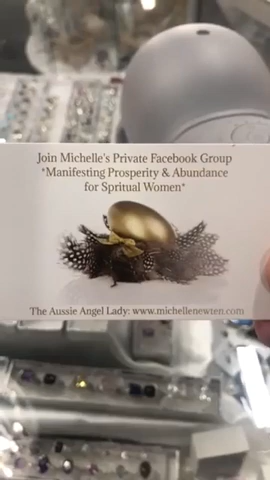 Join Michelle's Private Facebook Group
*Manifesting Prosperity & Abundance
for Spritual Women*
The Aussie Angel Lady: www.michellenewten.com